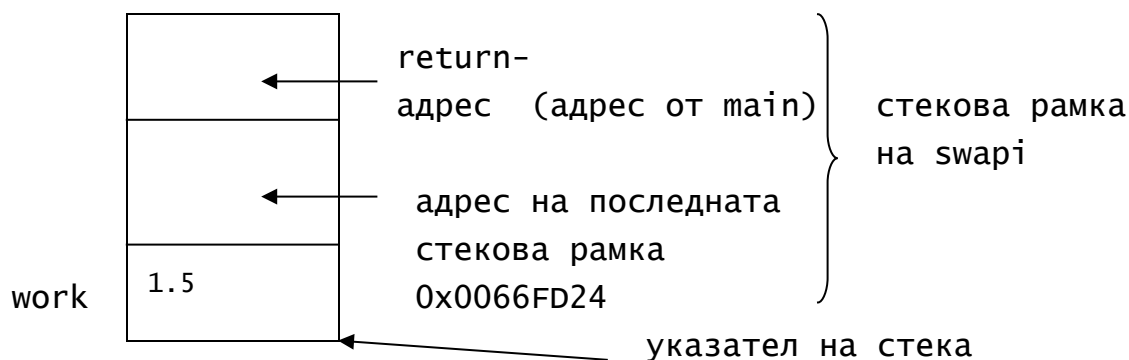 return-
адрес (адрес от main)
стекова рамка
на swapi
адрес на последната
стекова рамка
0x0066FD24
work
1.5
указател на стека